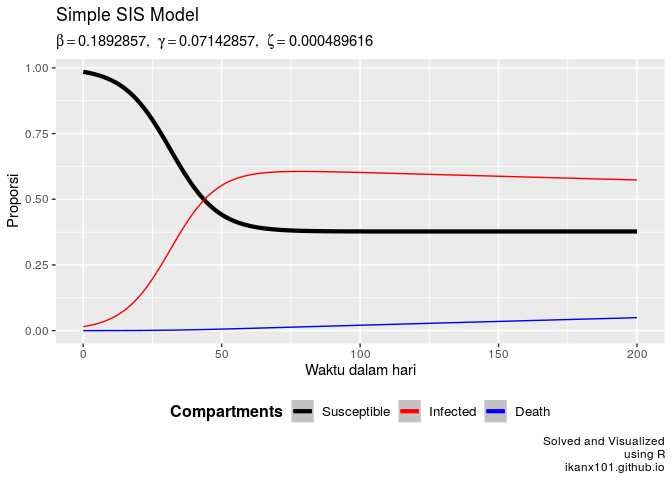 Simple SIS Model
β = 0.1892857, γ = 0.07142857, ζ = 0.000489616
1.00
0.75
0.50
0.25
0.00
Proporsi
0 50 100 150 200
Waktu dalam hari
Compartments Susceptible Infected Death
Solved and Visualized
using R
ikanx101.github.io